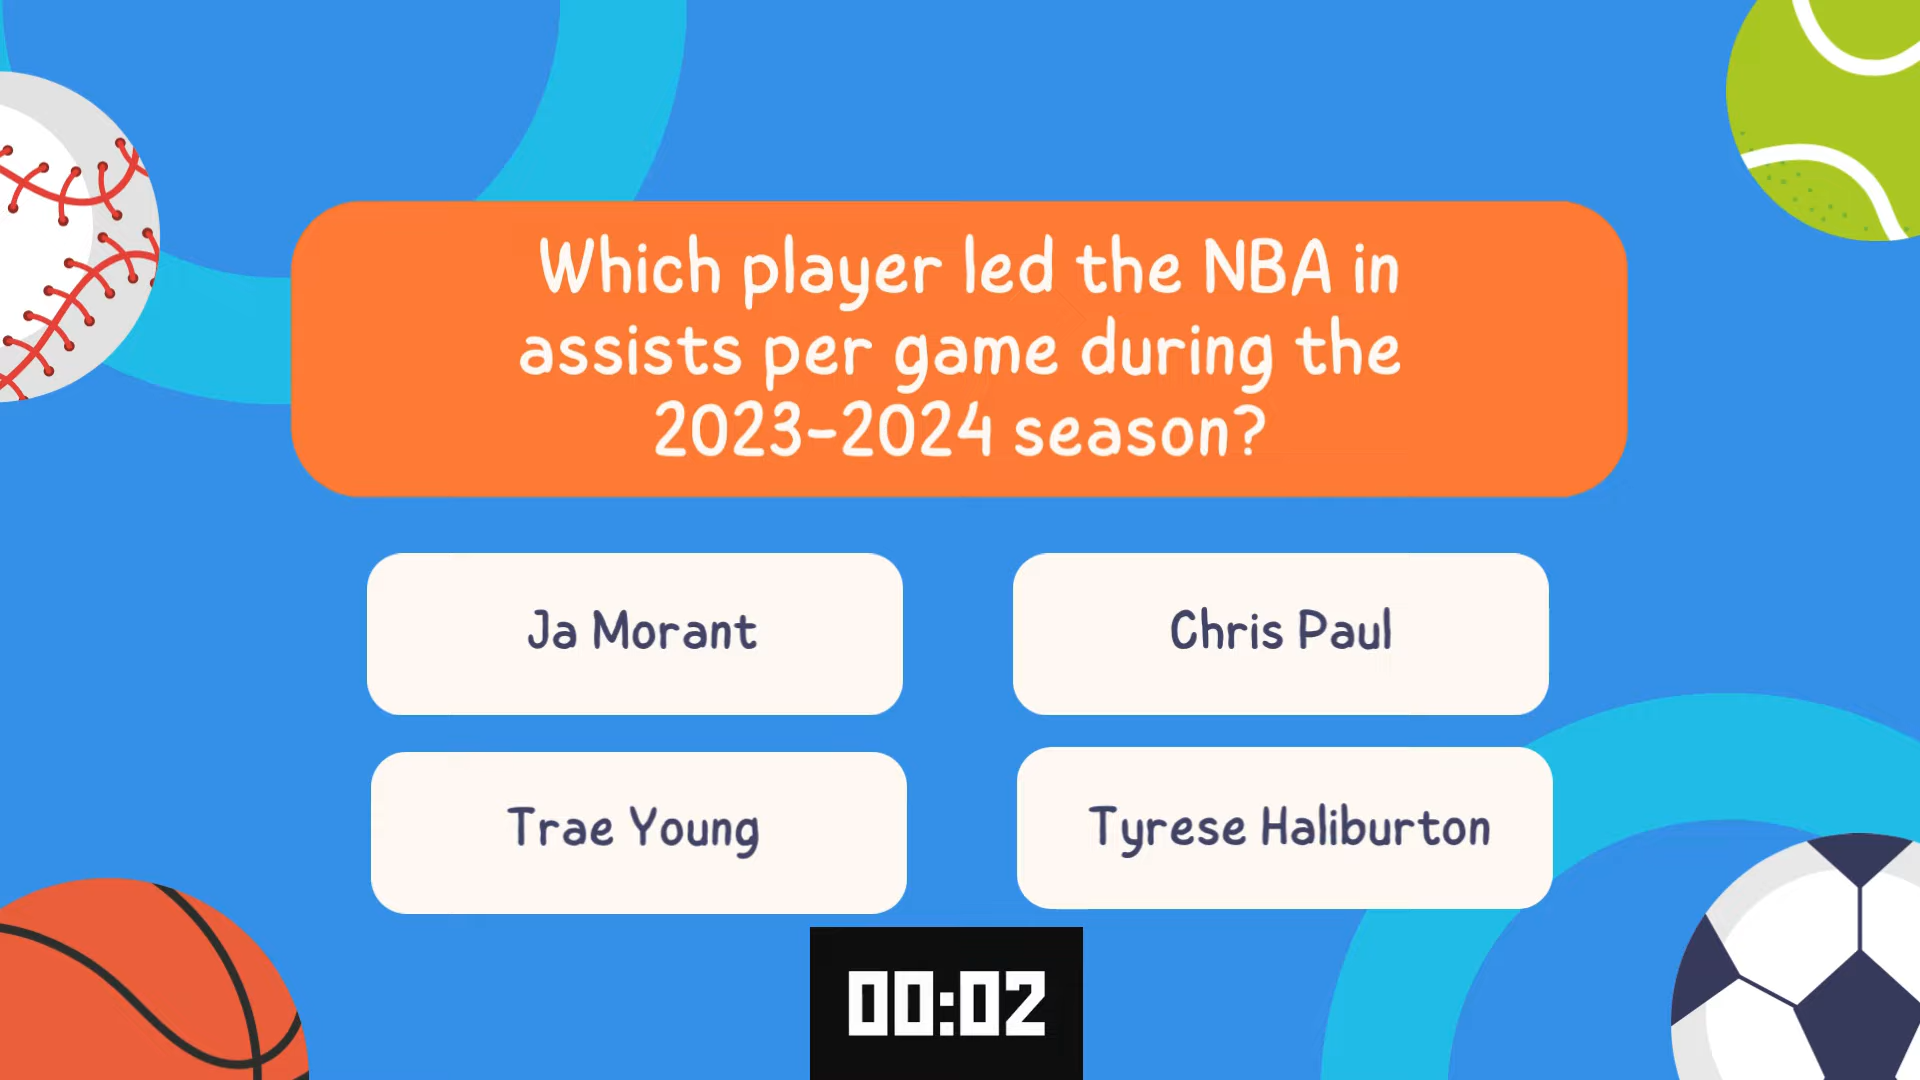 Which player led the NBA in
assists per game during the
2023-2024 season?
Ja Morant
Chris Paul
Trae Young
Tyrese Haliburton
00:02